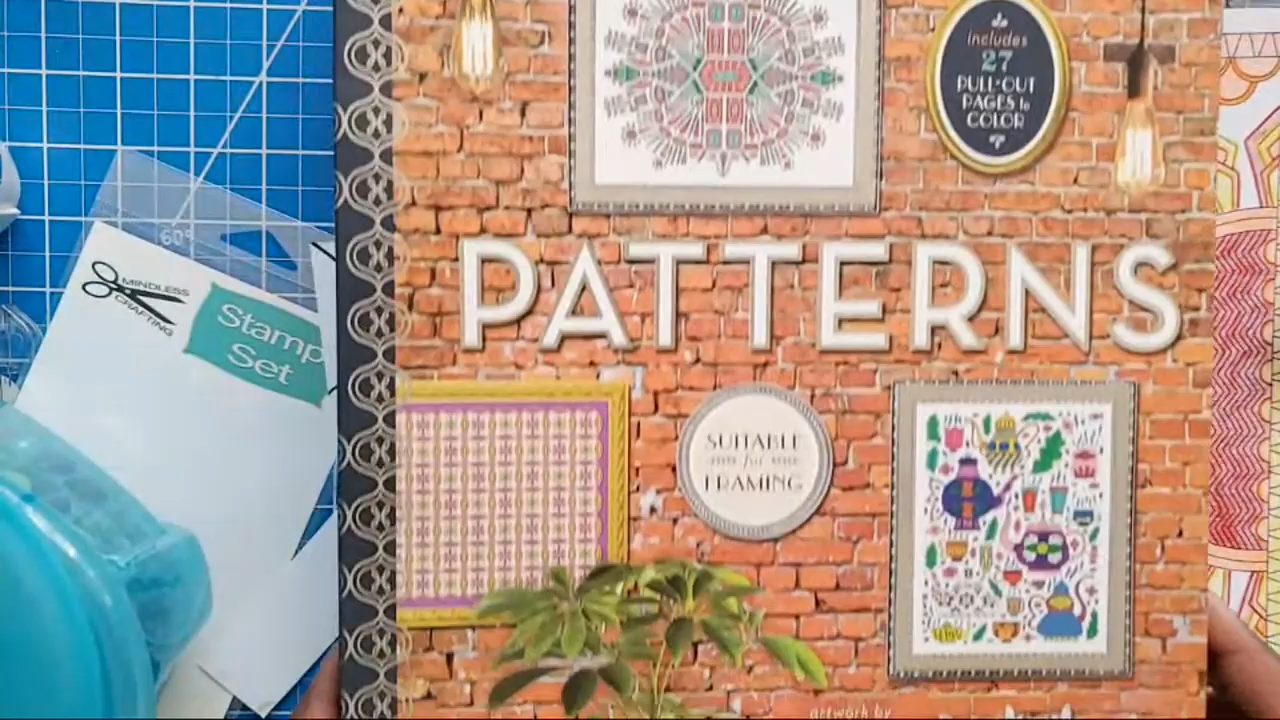 includes
27
PULL-OUT
PAGES to
COLOR
60°
PATTERNS
MINDLESS
CRAFTING
Stamp
Set
SUITABLE
for
FRAMING
artwork by